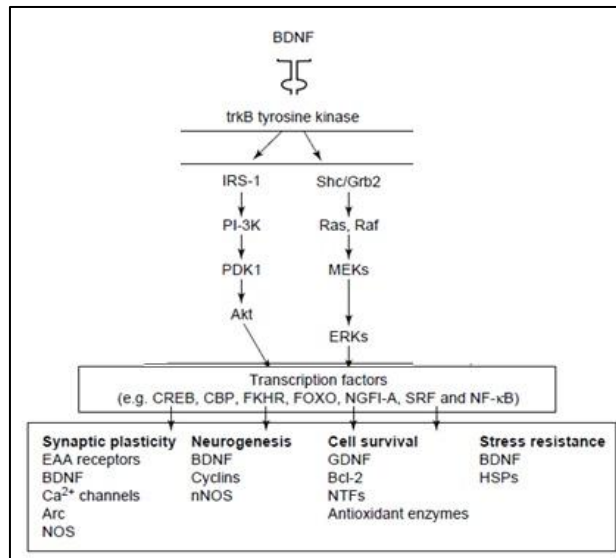 BDNF
trkB tyrosine kinase
IRS-1 Shc/Grb2
PI-3K Ras, Raf
PDK1 MEKs
Akt
ERKs
Transcription factors
(e.g. CREB, CBP, FKHR, FOXO, NGFI-A, SRF and NF-κB)
Synaptic plasticity Neurogenesis Cell survival Stress resistance
EAA receptors BDNF GDNF BDNF
BDNF Cyclins Bcl-2 HSPs
Ca²⁺ channels nNOS NTFs
Arc Antioxidant enzymes
NOS